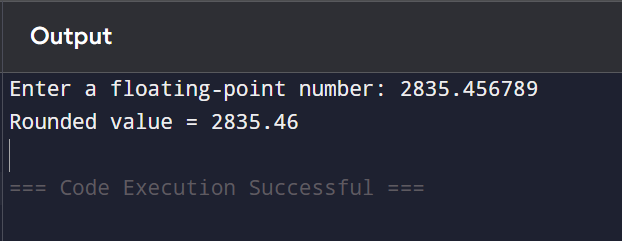 Output
Enter a floating-point number: 2835.456789
Rounded value = 2835.46
=== Code Execution Successful ===